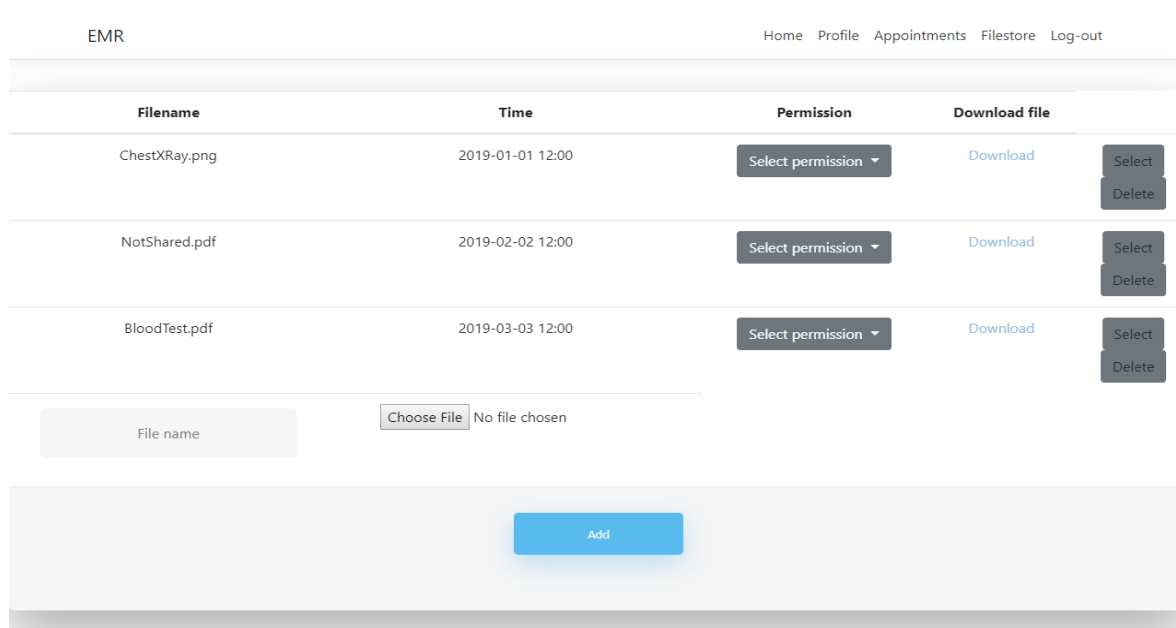 EMR Home Profile Appointments Filestore Log-out
Filename Time Permission Download file
ChestXRay.png 2019-01-01 12:00 Select permission Download Select
Delete
NotShared.pdf 2019-02-02 12:00 Select permission Download Select
Delete
BloodTest.pdf 2019-03-03 12:00 Select permission Download Select
Delete
File name Choose File No file chosen
Add